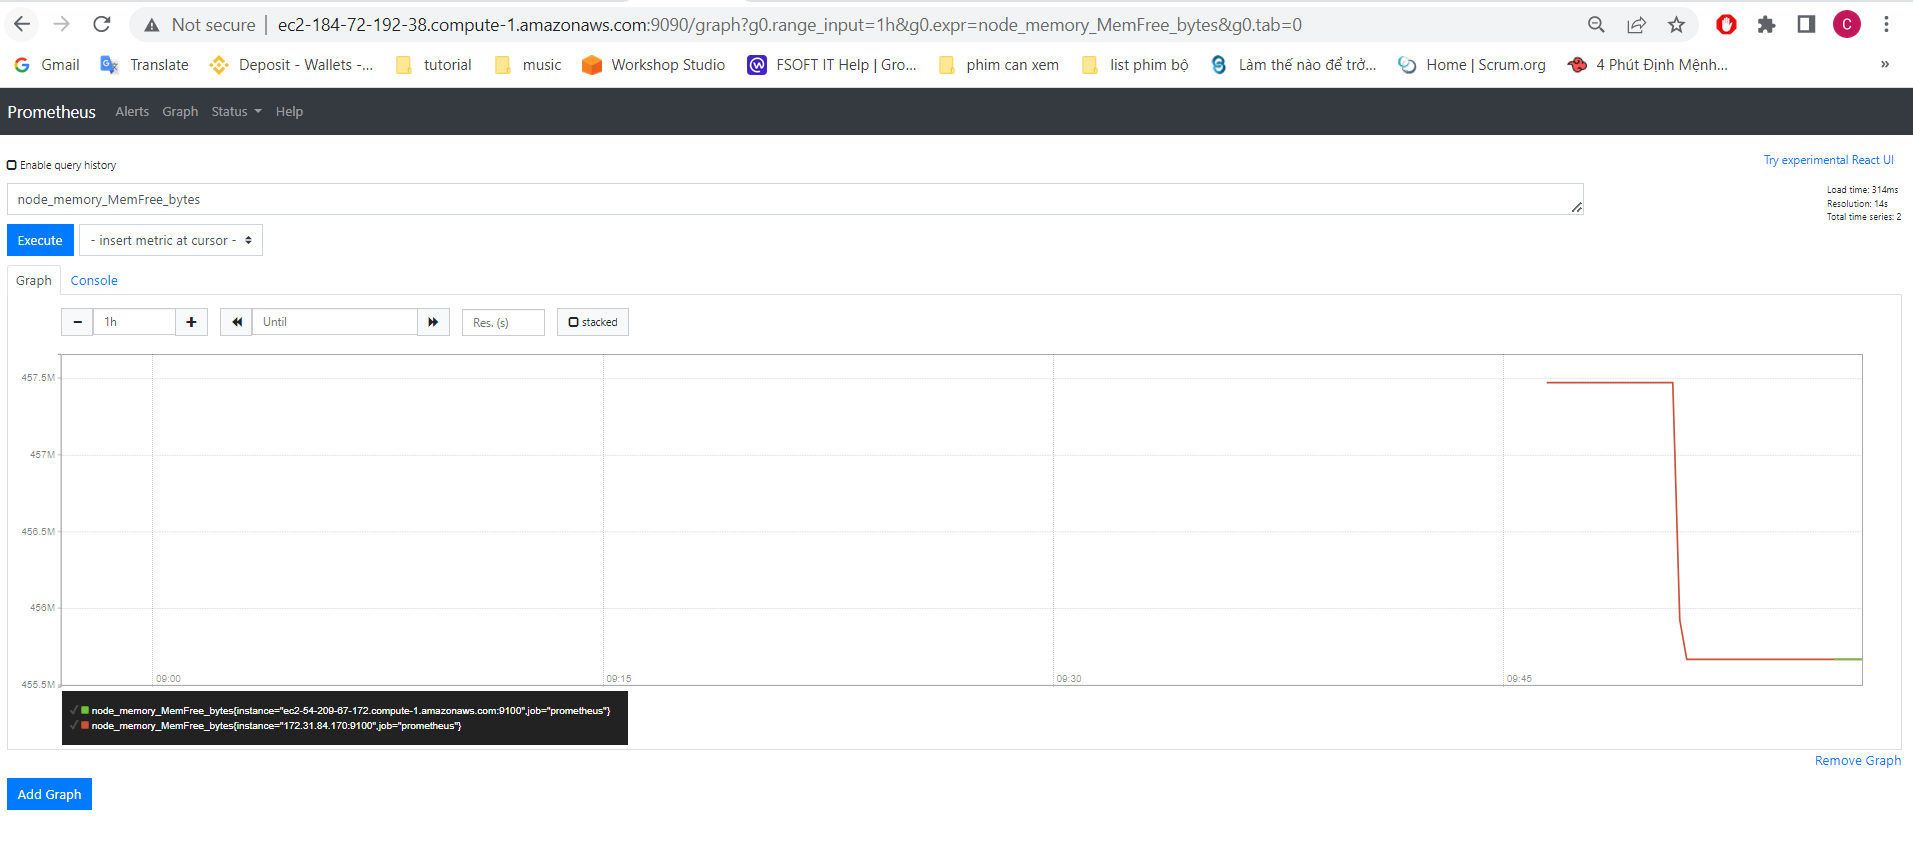 Not secure | ec2-184-72-192-38.compute-1.amazonaws.com:9090/graph?g0.range_input=1h&g0.expr=node_memory_MemFree_bytes&g0.tab=0
C
Gmail Translate Deposit - Wallets -... tutorial music Workshop Studio FSOFT IT Help | Gro... phim can xem list phim bộ Làm thế nào để trở... Home | Scrum.org 4 Phút Định Mệnh... »
Prometheus Alerts Graph Status Help
Enable query history
Try experimental React UI
node_memory_MemFree_bytes
Load time: 314ms
Resolution: 14s
Total time series: 2
Execute - insert metric at cursor -
Graph Console
1h Until Res. (s) stacked
457.5M
457M
456.5M
456M
455.5M
09:00 09:15 09:30 09:45
✓ node_memory_MemFree_bytes{instance="ec2-54-209-67-172.compute-1.amazonaws.com:9100",job="prometheus"}
✓ node_memory_MemFree_bytes{instance="172.31.84.170:9100",job="prometheus"}
Remove Graph
Add Graph